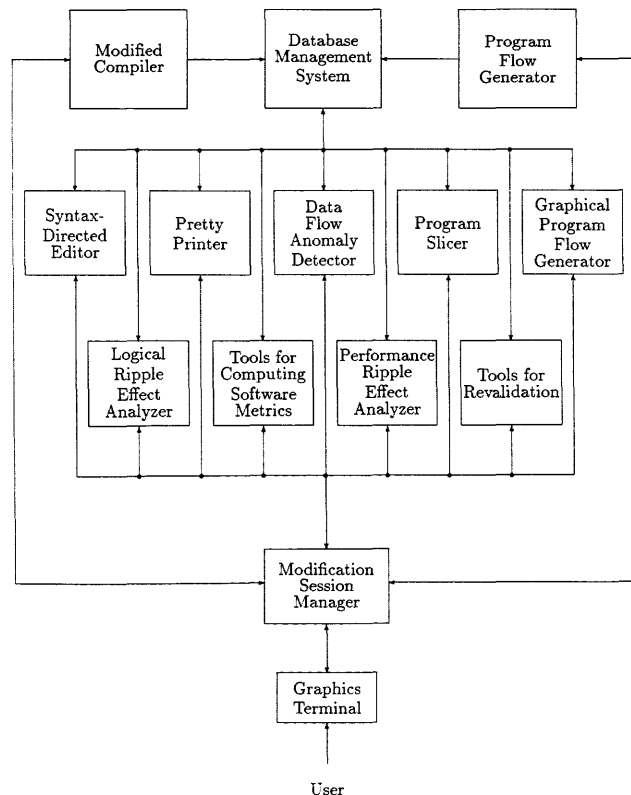 Modified
Compiler
Database
Management
System
Program
Flow
Generator
Syntax-
Directed
Editor
Pretty
Printer
Data
Flow
Anomaly
Detector
Program
Slicer
Graphical
Program
Flow
Generator
Logical
Ripple
Effect
Analyzer
Tools for
Computing
Software
Metrics
Performance
Ripple
Effect
Analyzer
Tools for
Revalidation
Modification
Session
Manager
Graphics
Terminal
User